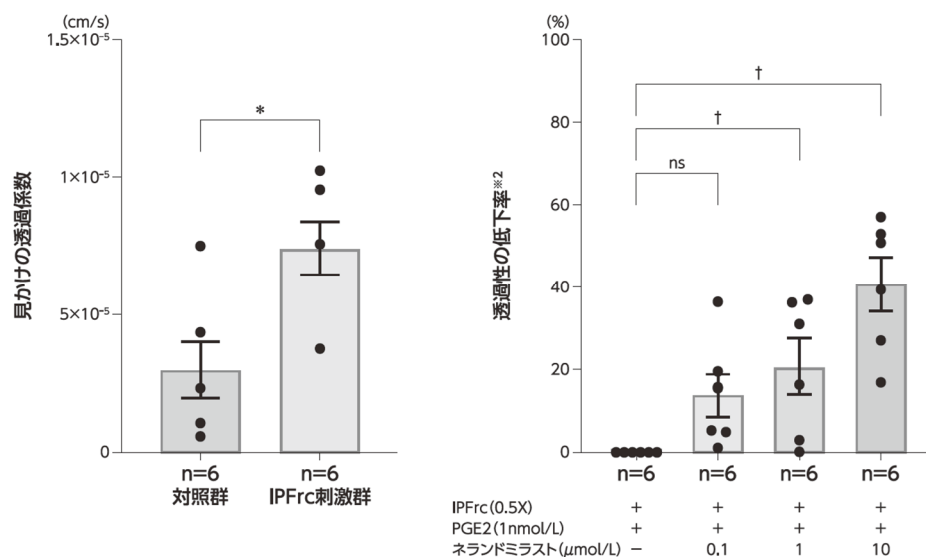 (cm/s)
1.5×10⁻⁵
1×10⁻⁵
5×10⁻⁵
0
見かけの透過係数
*
n=6
対照群
n=6
IPFrc刺激群
(%)
100
80
60
40
20
0
透過性の低下率※2
†
†
ns
n=6 n=6 n=6 n=6
IPFrc(0.5X) + + + +
PGE2(1nmol/L) + + + +
ネランドミラスト(μmol/L) − 0.1 1 10